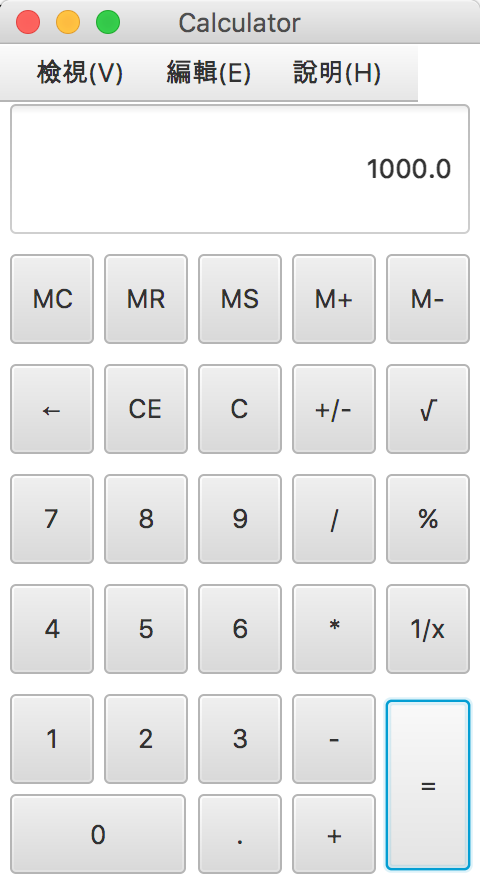 Calculator
檢視(V) 編輯(E) 說明(H)
1000.0
MC MR MS M+ M-
← CE C +/- √
7 8 9 / %
4 5 6 * 1/x
1 2 3 -
=
0 . +